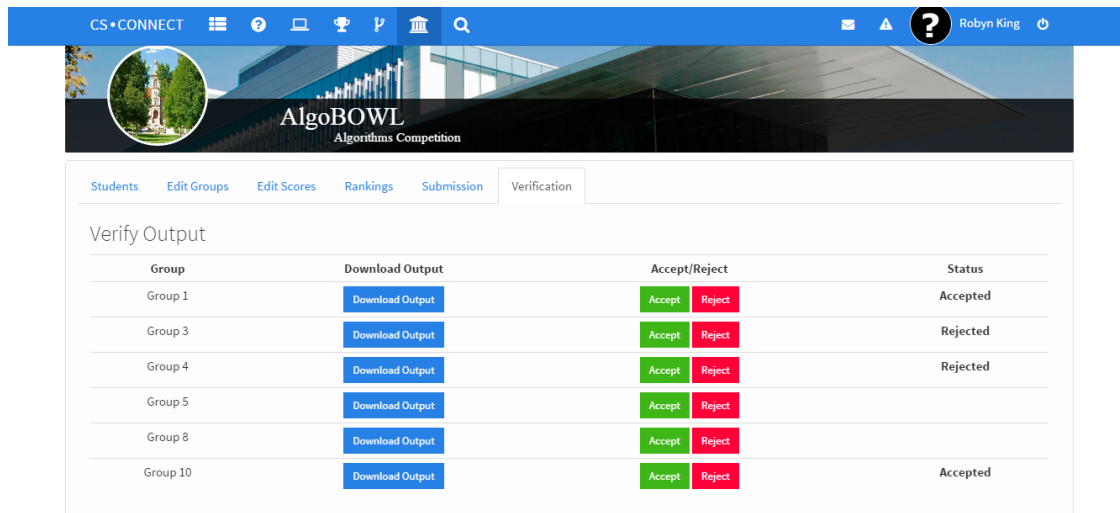 CS•CONNECT Robyn King
AlgoBOWL
Algorithms Competition
Students Edit Groups Edit Scores Rankings Submission Verification
Verify Output
Group Download Output Accept/Reject Status
Group 1 Download Output Accept Reject Accepted
Group 3 Download Output Accept Reject Rejected
Group 4 Download Output Accept Reject Rejected
Group 5 Download Output Accept Reject
Group 8 Download Output Accept Reject
Group 10 Download Output Accept Reject Accepted